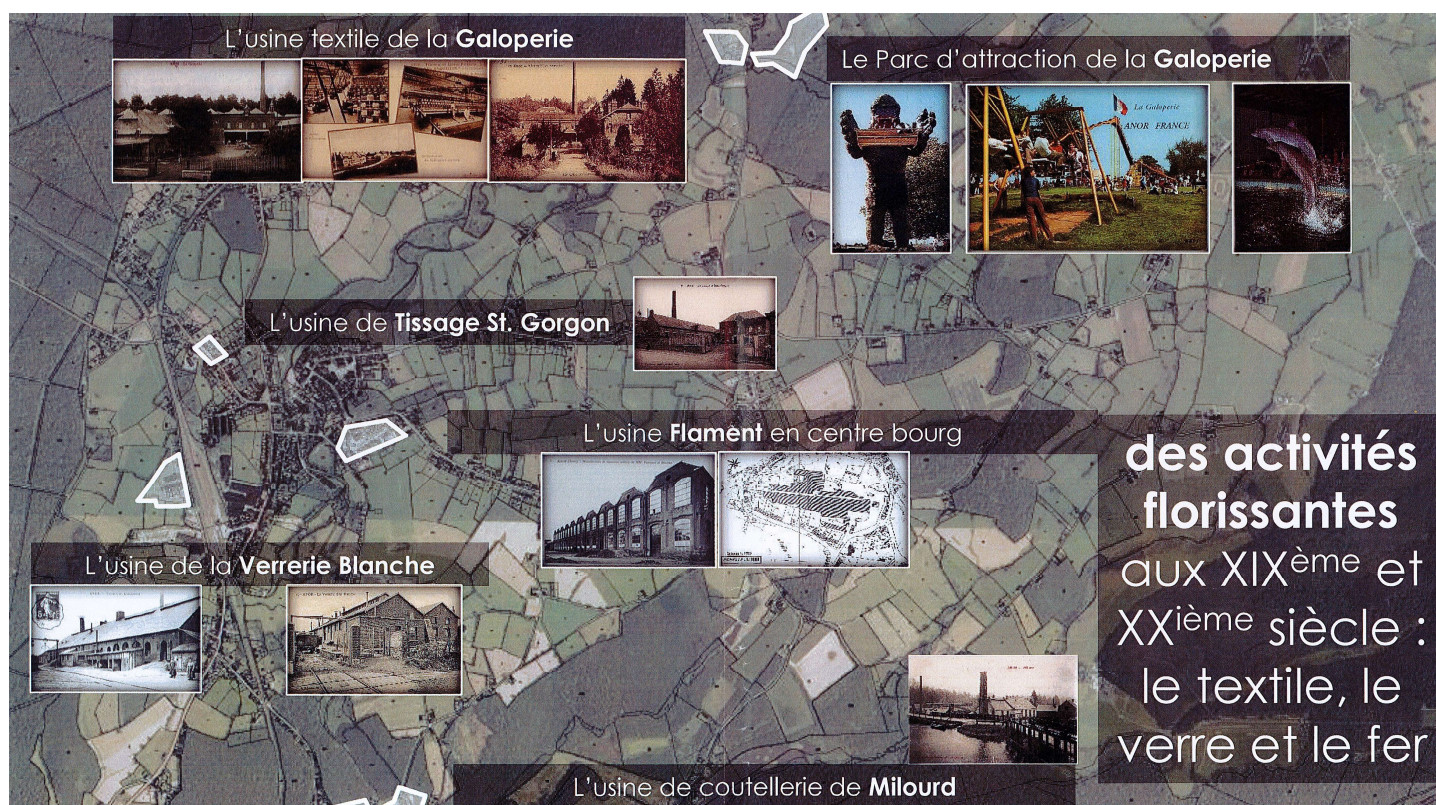 L'usine textile de la Galoperie
Le Parc d'attraction de la Galoperie
La Galoperie
ANOR FRANCE
L'usine de Tissage St. Gorgon
L'usine Flament en centre bourg
L'usine de la Verrerie Blanche
des activités
florissantes
aux XIXème et
XXième siècle :
le textile, le
verre et le fer
L'usine de coutellerie de Milourd